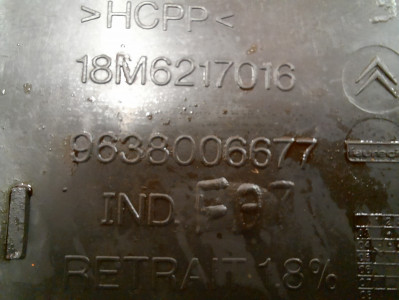 >HCPP<
18M6217016
9638006677
IND.
RETRAIT 1.8%